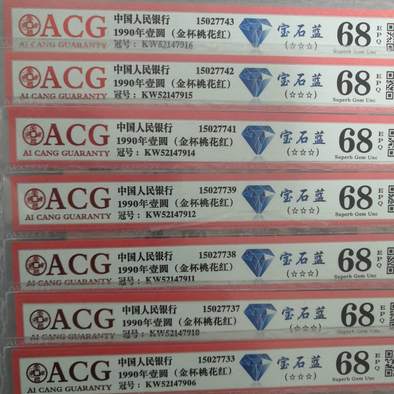 ACG 中国人民银行 15027743 宝石蓝 68 EPQ
1990年壹圆（金杯桃花红）
AI CANG GUARANTY 冠号：KW52147916 (☆☆☆)
ACG 中国人民银行 15027742 宝石蓝 68 EPQ
1990年壹圆（金杯桃花红）
AI CANG GUARANTY 冠号：KW52147915 (☆☆☆) Superb Gem Unc
ACG 中国人民银行 15027741 宝石蓝 68 EPQ
1990年壹圆（金杯桃花红）
AI CANG GUARANTY 冠号：KW52147914 (☆☆☆) Superb Gem Unc
ACG 中国人民银行 15027739 宝石蓝 68 EPQ
1990年壹圆（金杯桃花红）
AI CANG GUARANTY 冠号：KW52147912 (☆☆☆) Superb Gem Unc
ACG 中国人民银行 15027738 宝石蓝 68 EPQ
1990年壹圆（金杯桃花红）
AI CANG GUARANTY 冠号：KW52147911 (☆☆☆) Superb Gem Unc
ACG 中国人民银行 15027737 宝石蓝 68 EPQ
1990年壹圆（金杯桃花红）
AI CANG GUARANTY 冠号：KW52147910 (☆☆☆) Superb Gem Unc
ACG 中国人民银行 15027733 宝石蓝 68 EPQ
1990年壹圆（金杯桃花红）
AI CANG GUARANTY 冠号：KW52147906 (☆☆☆) Superb Gem Unc